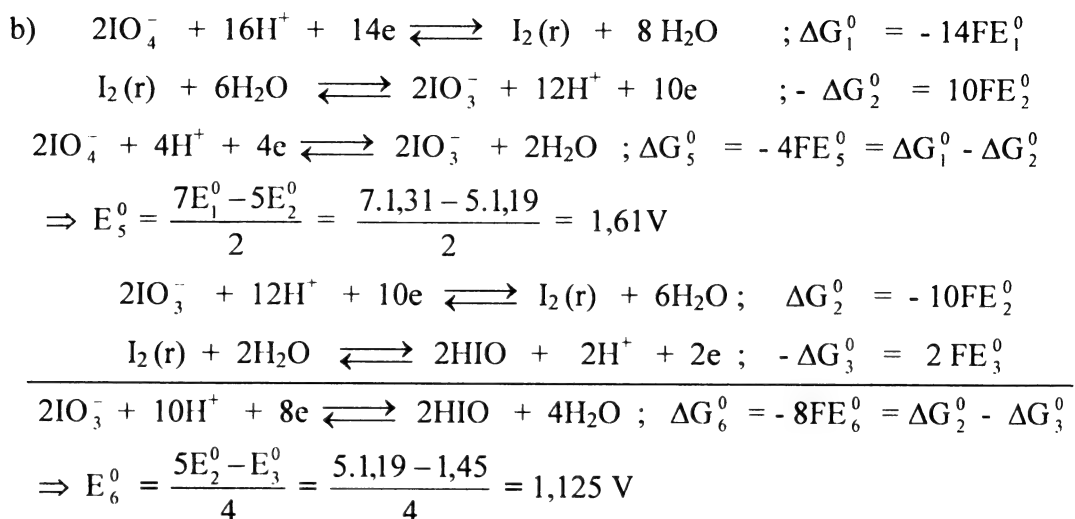 b) 2IO₄⁻ + 16H⁺ + 14e ⇌ I₂(r) + 8 H₂O ; ΔG₁⁰ = - 14FE₁⁰
I₂(r) + 6H₂O ⇌ 2IO₃⁻ + 12H⁺ + 10e ; - ΔG₂⁰ = 10FE₂⁰
2IO₄⁻ + 4H⁺ + 4e ⇌ 2IO₃⁻ + 2H₂O ; ΔG₅⁰ = - 4FE₅⁰ = ΔG₁⁰ - ΔG₂⁰
⇒ E₅⁰ = (7E₁⁰ – 5E₂⁰)/2 = (7.1,31 – 5.1,19)/2 = 1,61V
2IO₃⁻ + 12H⁺ + 10e ⇌ I₂(r) + 6H₂O ; ΔG₂⁰ = - 10FE₂⁰
I₂(r) + 2H₂O ⇌ 2HIO + 2H⁺ + 2e ; - ΔG₃⁰ = 2 FE₃⁰
2IO₃⁻ + 10H⁺ + 8e ⇌ 2HIO + 4H₂O ; ΔG₆⁰ = - 8FE₆⁰ = ΔG₂⁰ - ΔG₃⁰
⇒ E₆⁰ = (5E₂⁰ – E₃⁰)/4 = (5.1,19 – 1,45)/4 = 1,125 V